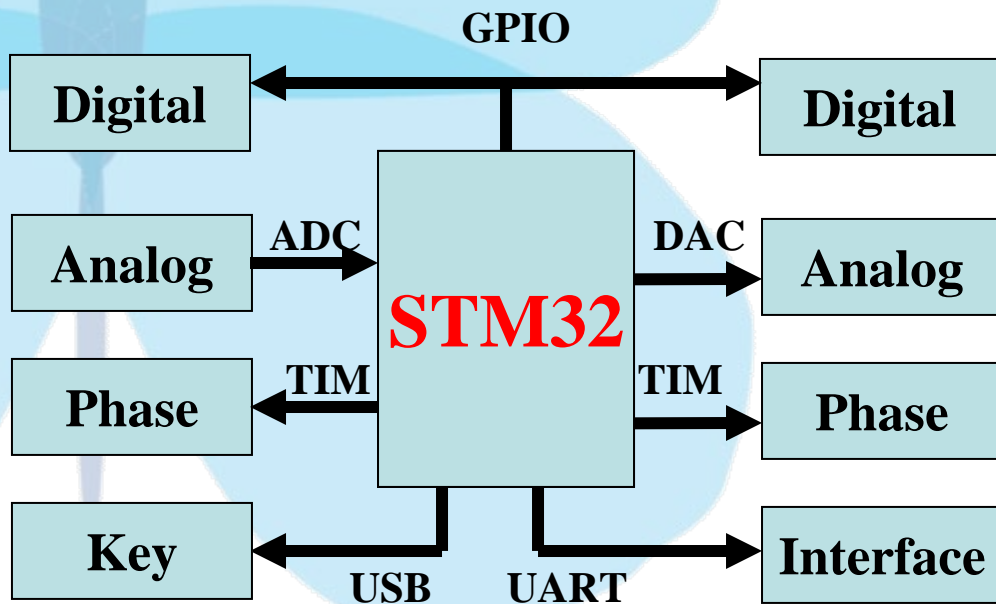 GPIO
Digital
Digital
Analog
ADC
DAC
Analog
STM32
Phase
TIM
TIM
Phase
Key
USB
UART
Interface